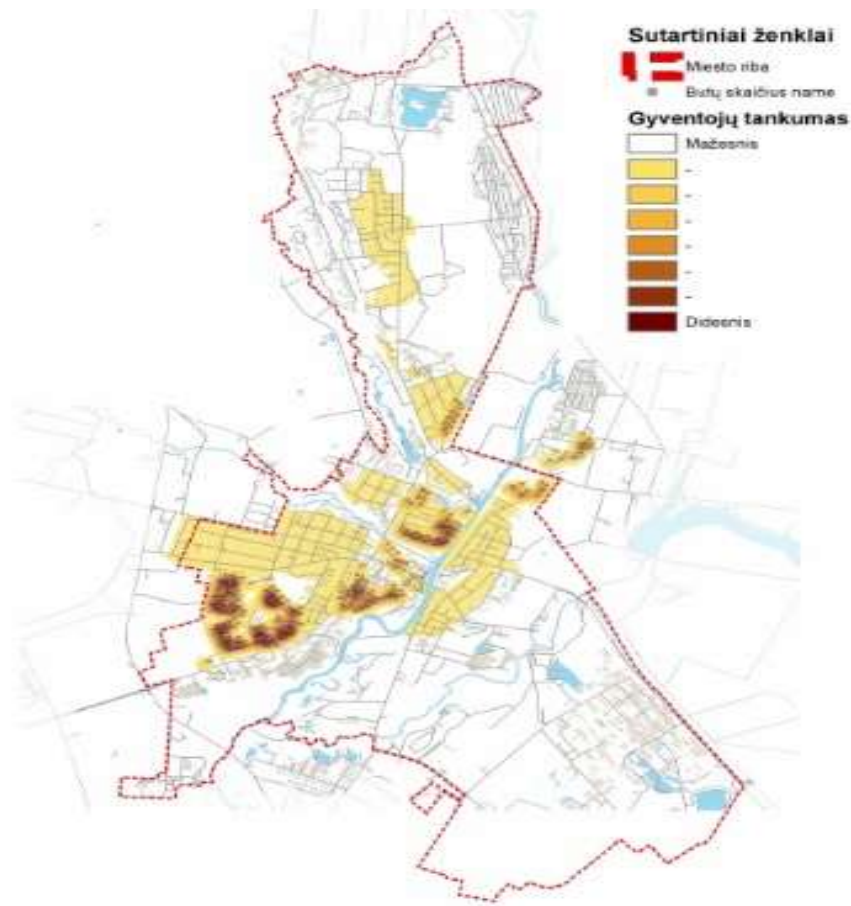 Sutartiniai ženklai
Miesto riba
Butų skaičius name
Gyventojų tankumas
Mažesnis
-
-
-
-
-
-
Didesnis